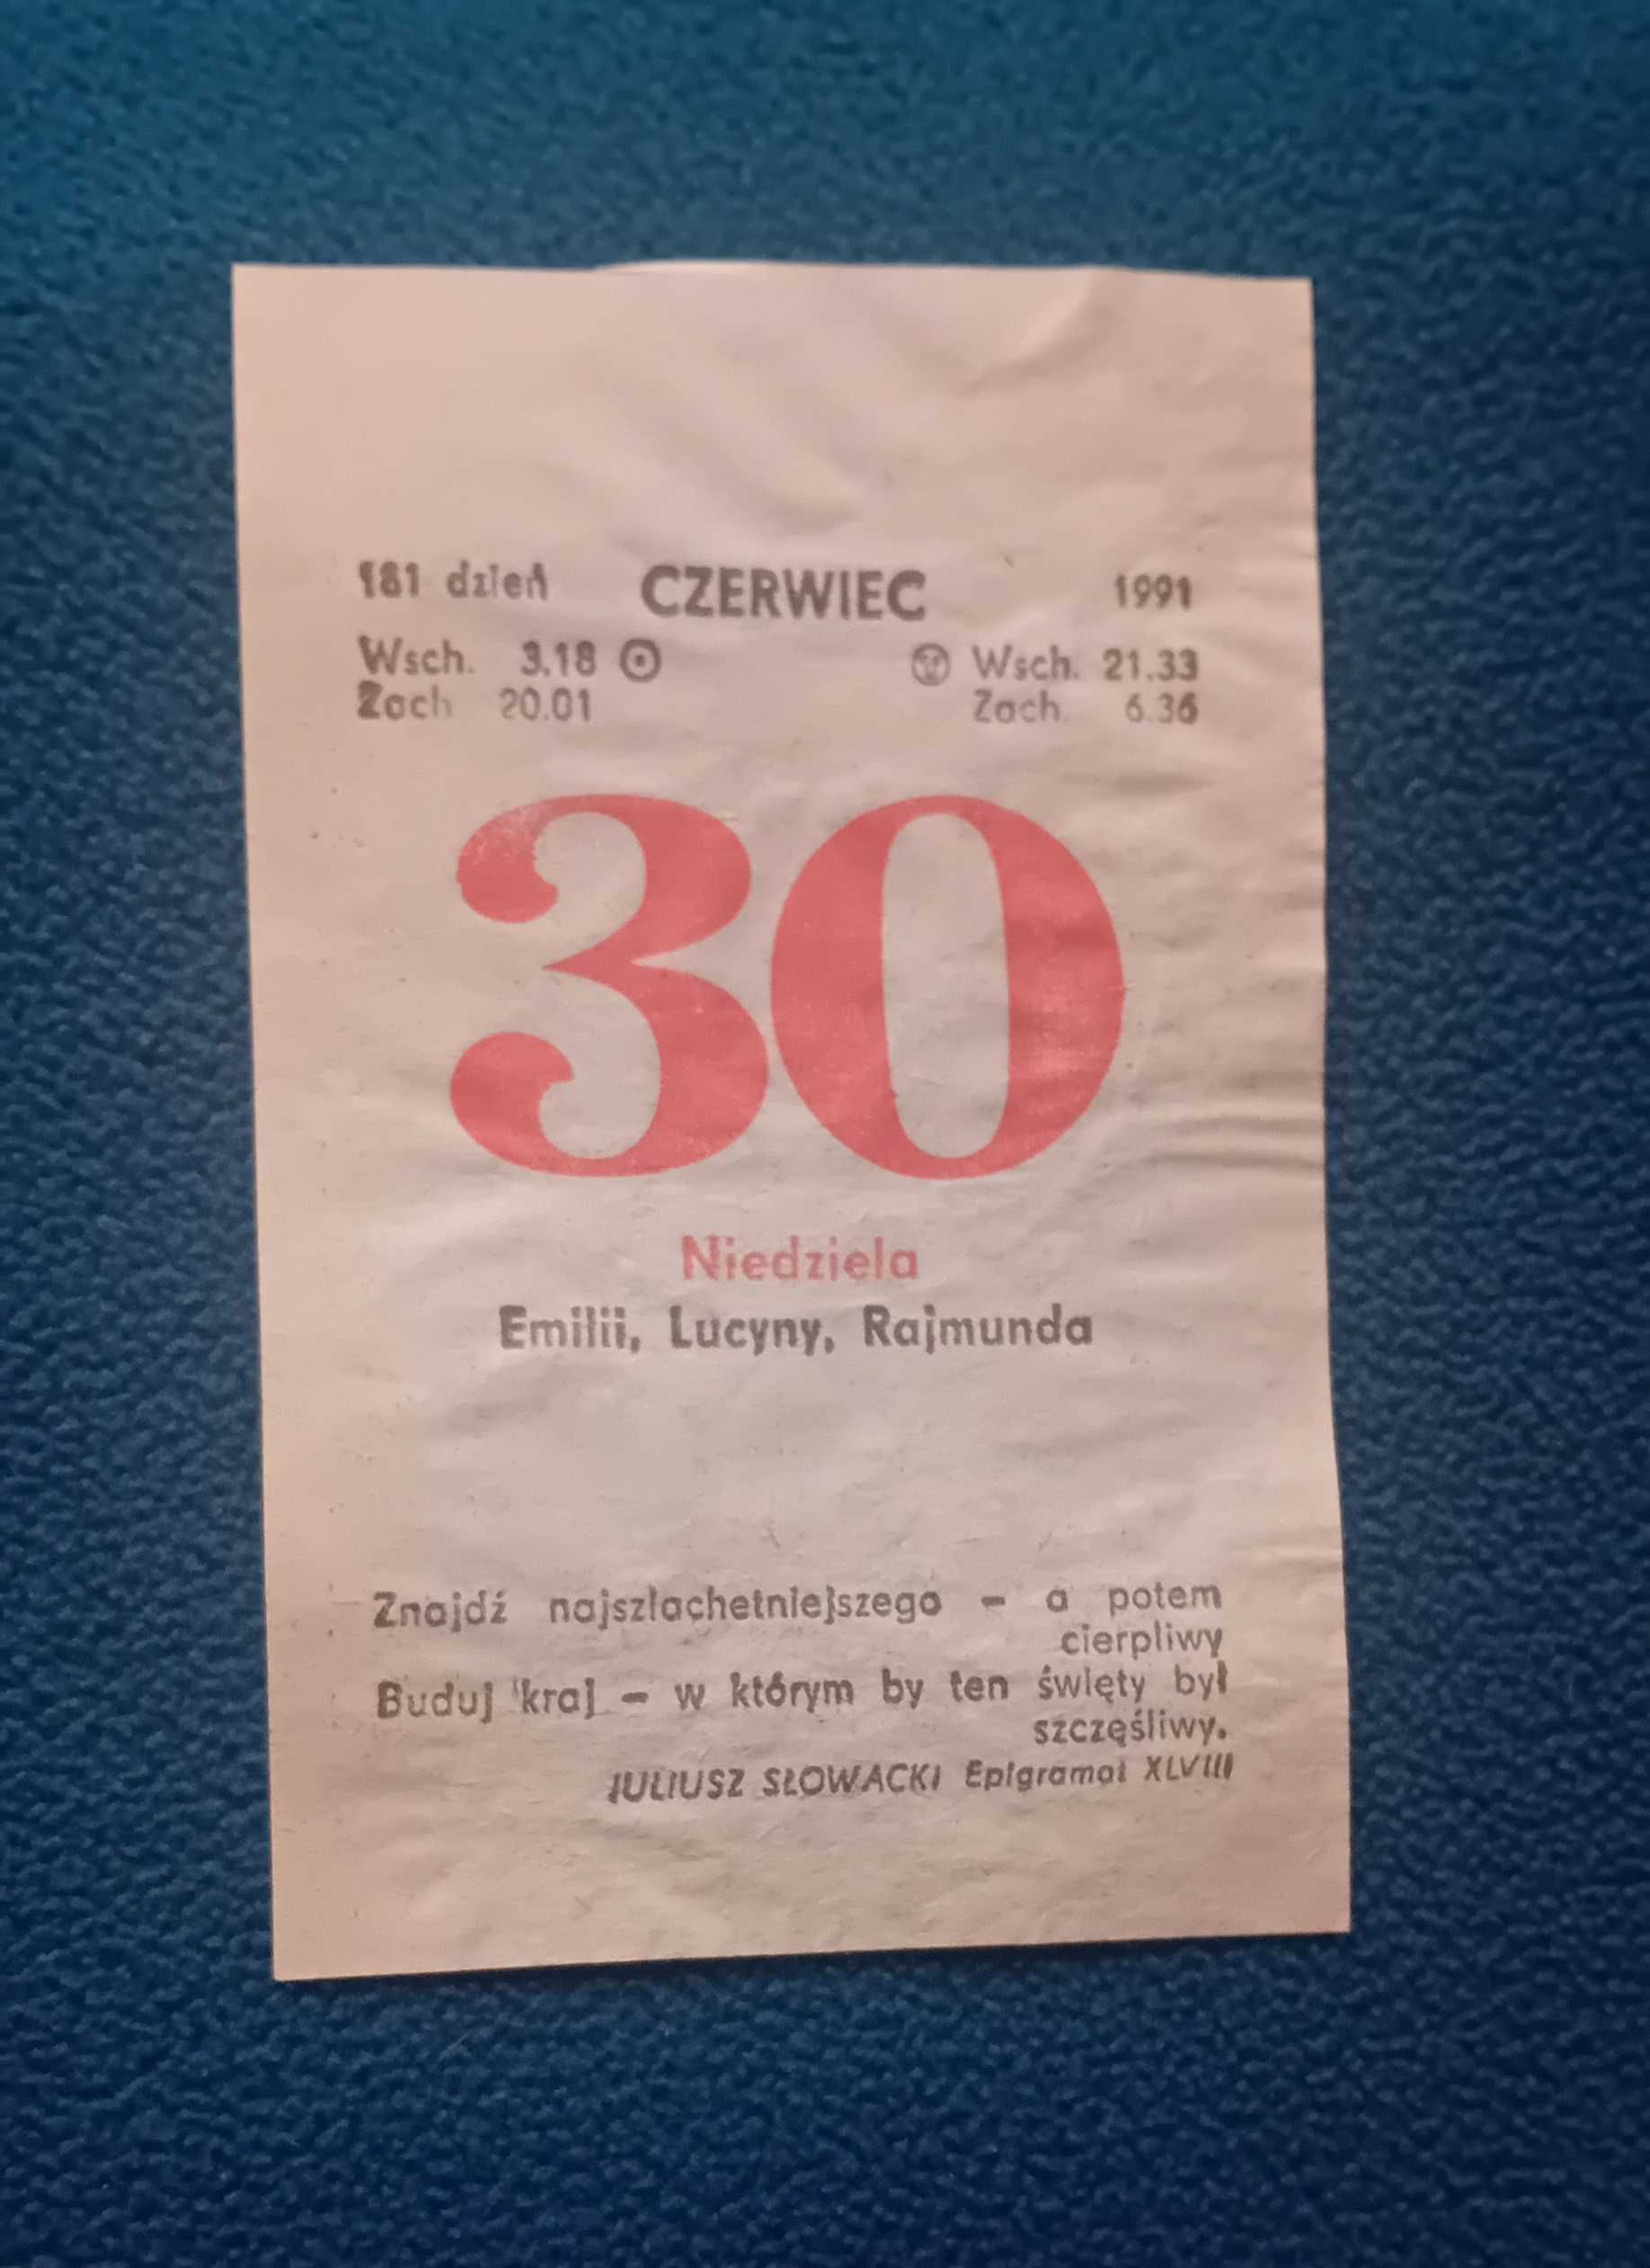 181 dzień CZERWIEC 1991
Wsch. 3.18 Wsch. 21.33
Zach 20.01 Zach. 6.36
30
Niedziela
Emilii, Lucyny, Rajmunda
Znajdź najszlachetniejszego – a potem
cierpliwy
Buduj kraj – w którym by ten święty był
szczęśliwy.
JULIUSZ SŁOWACKI Epigramat XLVIII